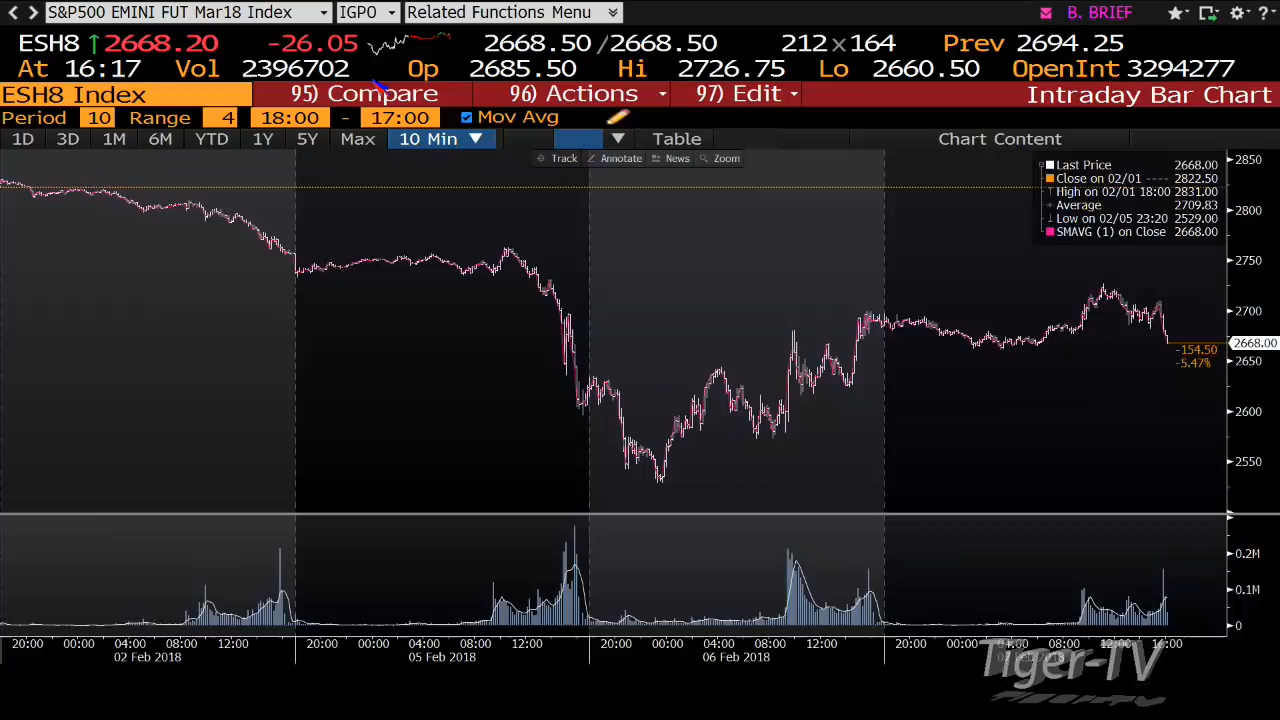 S&P500 EMINI FUT Mar18 Index IGPO Related Functions Menu B. BRIEF ?
ESH8 ↑2668.20 -26.05 2668.50/2668.50 212x164 Prev 2694.25
At 16:17 Vol 2396702 Op 2685.50 Hi 2726.75 Lo 2660.50 OpenInt 3294277
ESH8 Index 95) Compare 96) Actions 97) Edit Intraday Bar Chart
Period 10 Range 4 18:00 - 17:00 Mov Avg
1D 3D 1M 6M YTD 1Y 5Y Max 10 Min ▼ Table Chart Content
Track Annotate News Zoom
Last Price 2668.00
Close on 02/01 ---- 2822.50
High on 02/01 18:00 2831.00
Average 2709.83
Low on 02/05 23:20 2529.00
SMAVG (1) on Close 2668.00
2850
2800
2750
2700
2668.00
-154.50
2650
-5.47%
2600
2550
0.2M
0.1M
0
20:00 00:00 04:00 08:00 12:00 20:00 00:00 04:00 08:00 12:00 20:00 00:00 04:00 08:00 12:00 20:00 00:00 04:00 08:00 12:00 16:00
02 Feb 2018 05 Feb 2018 06 Feb 2018
Tiger-TV